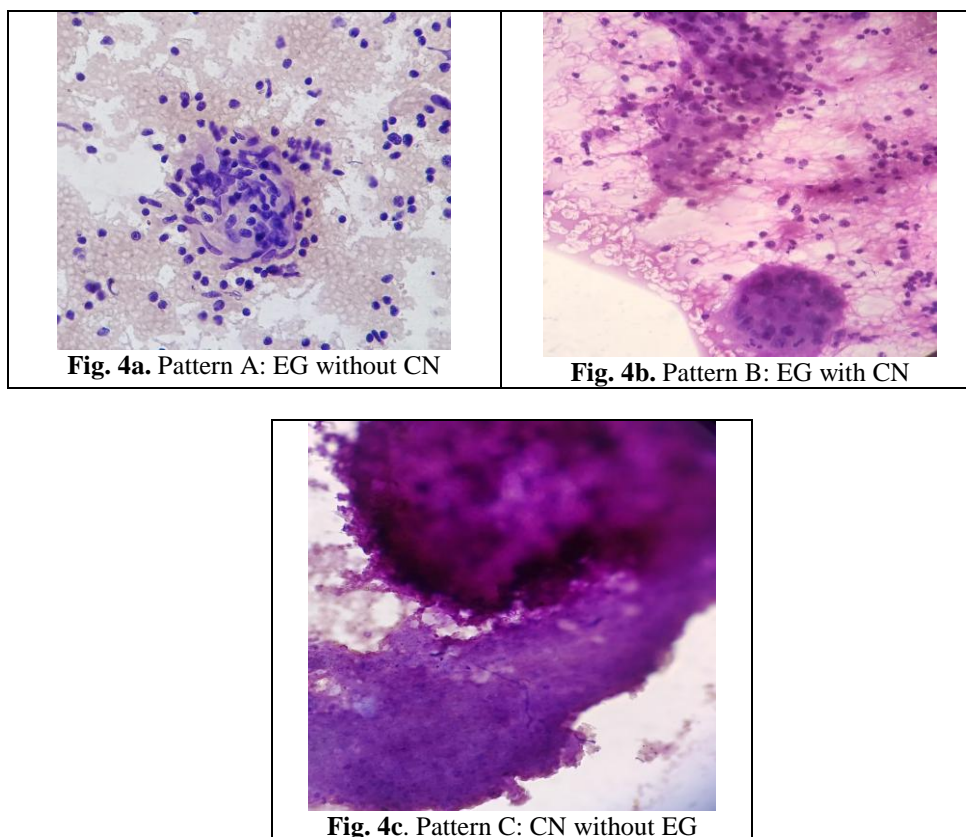 Fig. 4a. Pattern A: EG without CN
Fig. 4b. Pattern B: EG with CN
Fig. 4c. Pattern C: CN without EG